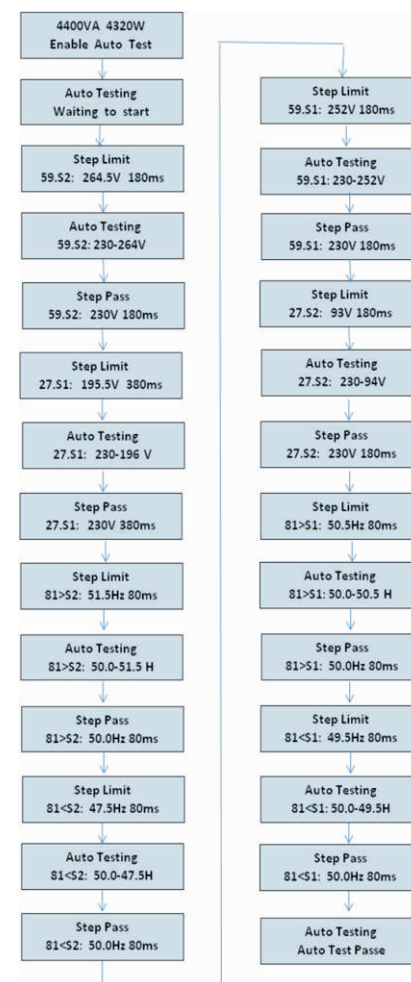 4400VA 4320W
Enable Auto Test
Auto Testing
Waiting to start
Step Limit
59.S2: 264.5V 180ms
Auto Testing
59.S2: 230-264V
Step Pass
59.S2: 230V 180ms
Step Limit
27.S1: 195.5V 380ms
Auto Testing
27.S1: 230-196 V
Step Pass
27.S1: 230V 380ms
Step Limit
81>S2: 51.5Hz 80ms
Auto Testing
81>S2: 50.0-51.5 H
Step Pass
81>S2: 50.0Hz 80ms
Step Limit
81<S2: 47.5Hz 80ms
Auto Testing
81<S2: 50.0-47.5H
Step Pass
81<S2: 50.0Hz 80ms
Step Limit
59.S1: 252V 180ms
Auto Testing
59.S1: 230-252V
Step Pass
59.S1: 230V 180ms
Step Limit
27.S2: 93V 180ms
Auto Testing
27.S2: 230-94V
Step Pass
27.S2: 230V 180ms
Step Limit
81>S1: 50.5Hz 80ms
Auto Testing
81>S1: 50.0-50.5 H
Step Pass
81>S1: 50.0Hz 80ms
Step Limit
81<S1: 49.5Hz 80ms
Auto Testing
81<S1: 50.0-49.5H
Step Pass
81<S1: 50.0Hz 80ms
Auto Testing
Auto Test Passe